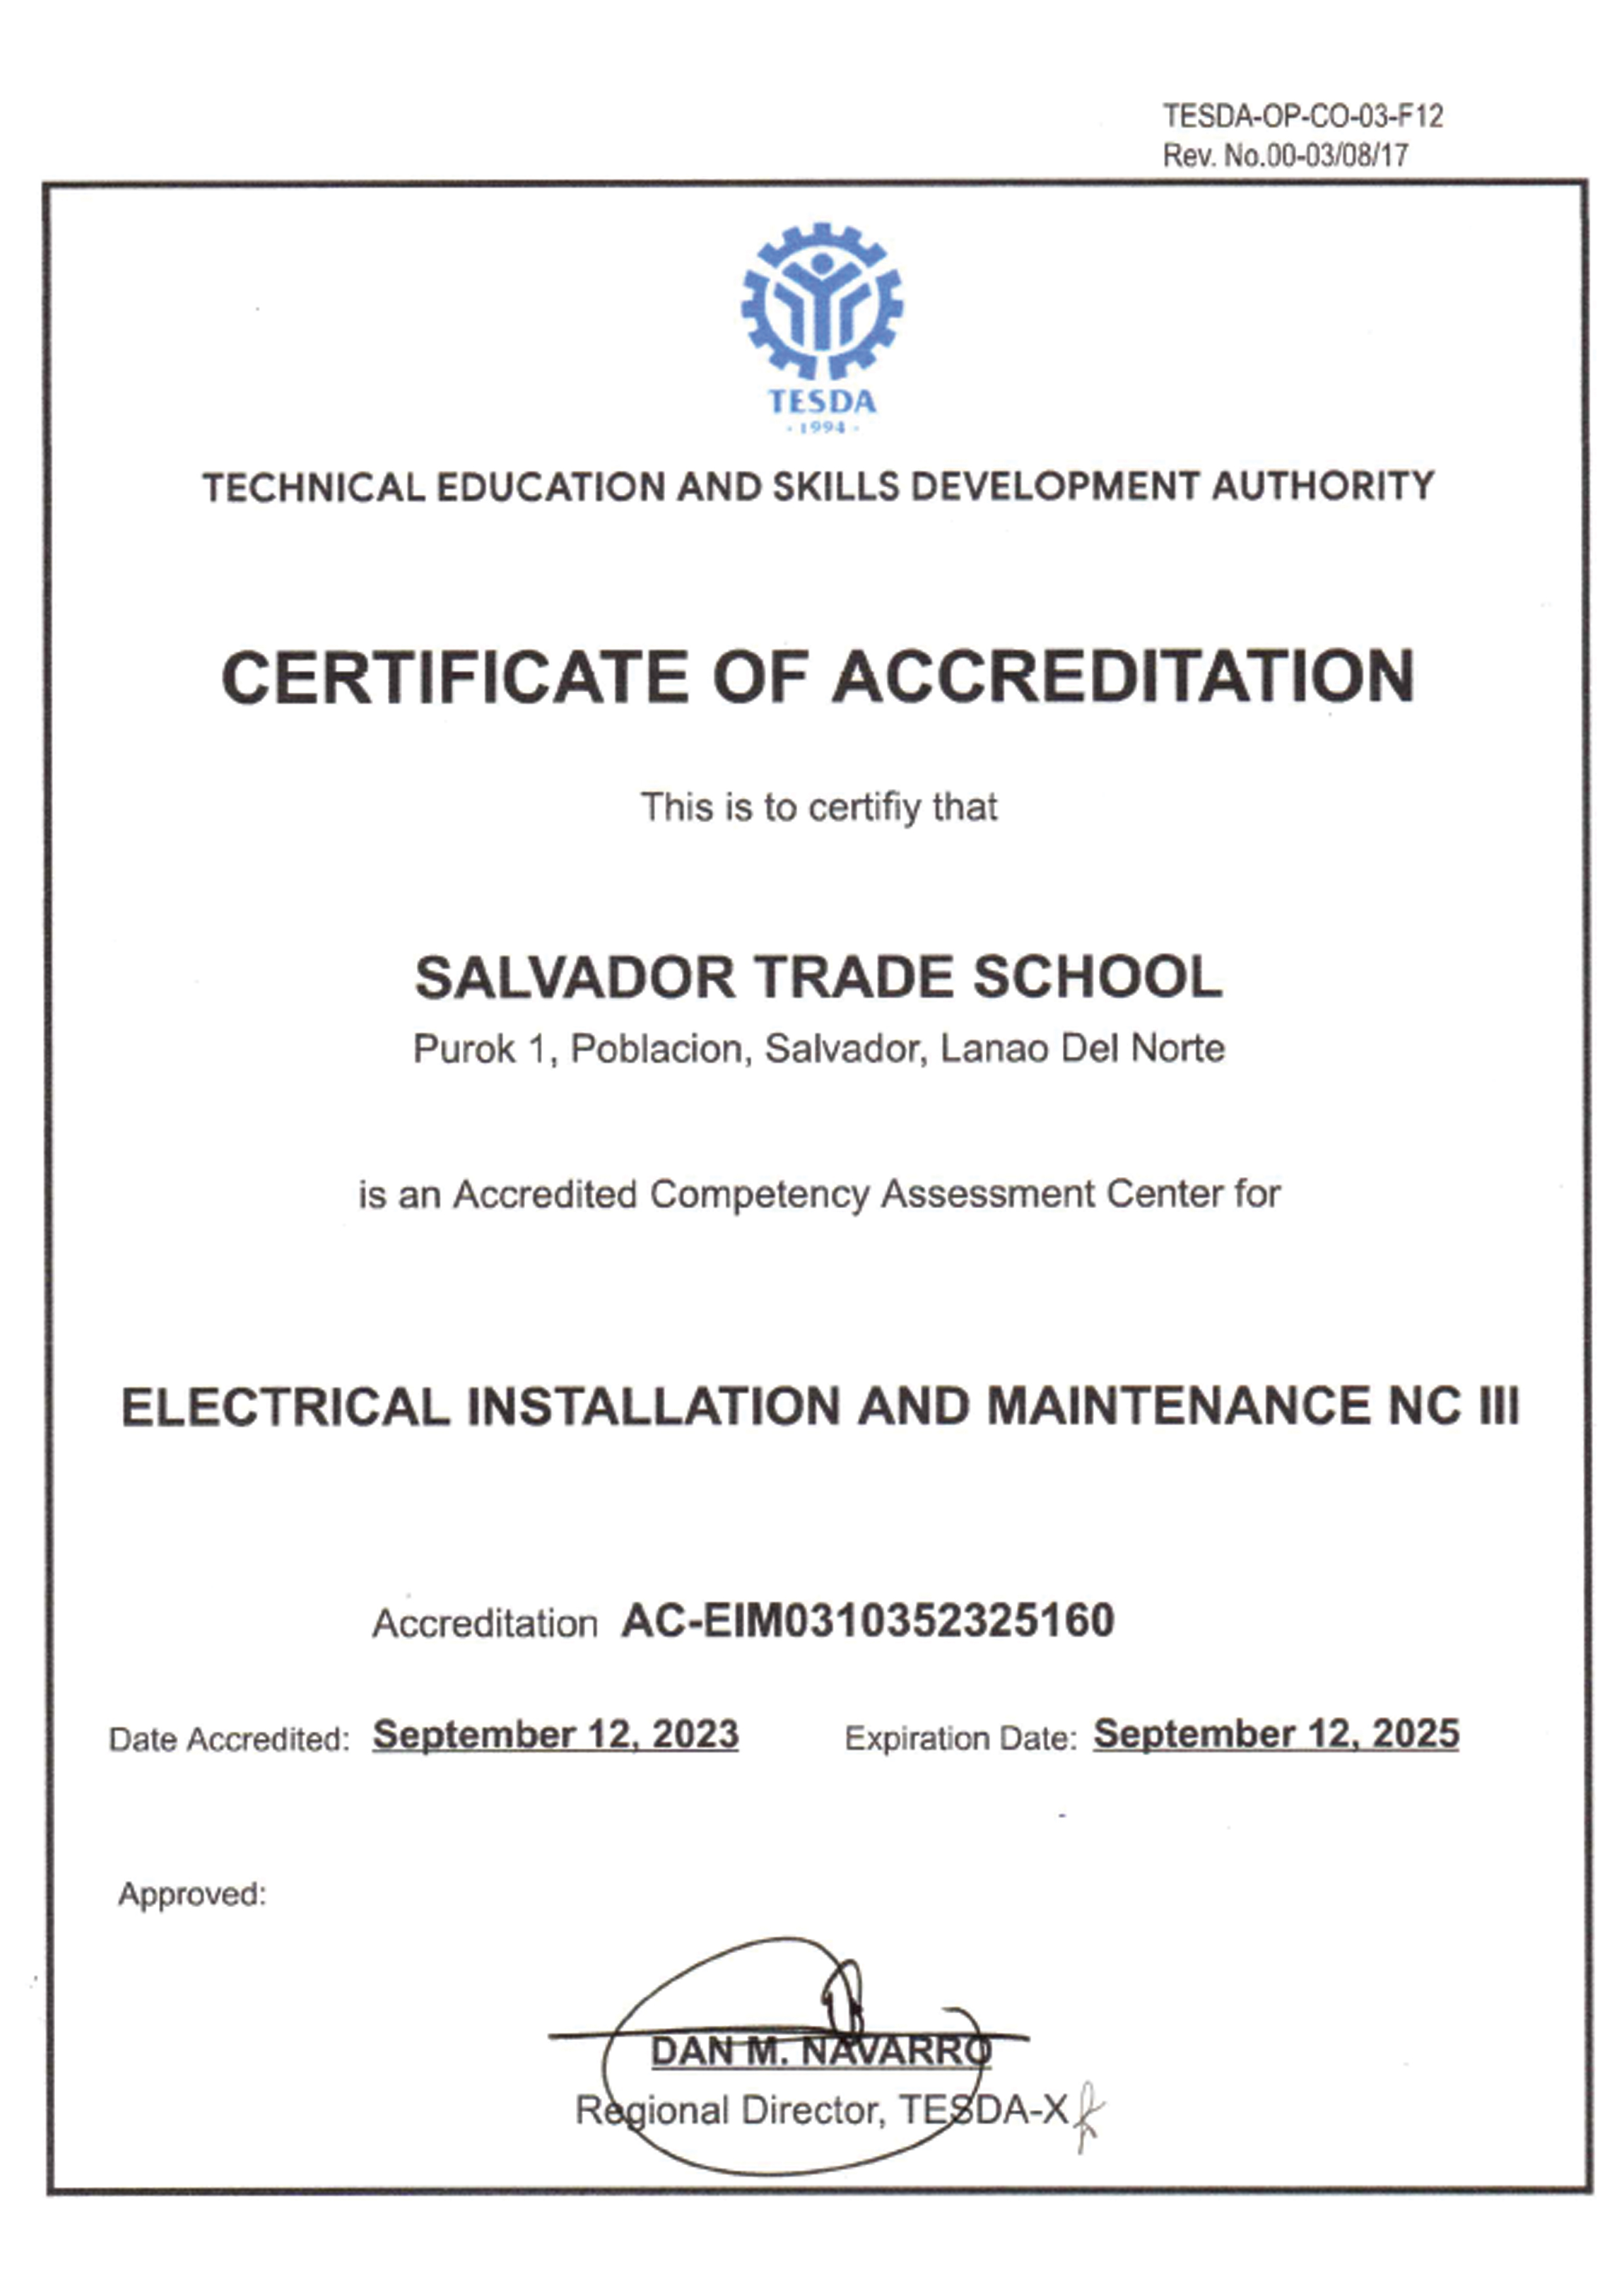 TESDA-OP-CO-03-F12
Rev. No.00-03/08/17
TESDA
- 1994 -
TECHNICAL EDUCATION AND SKILLS DEVELOPMENT AUTHORITY
CERTIFICATE OF ACCREDITATION
This is to certifiy that
SALVADOR TRADE SCHOOL
Purok 1, Poblacion, Salvador, Lanao Del Norte
is an Accredited Competency Assessment Center for
ELECTRICAL INSTALLATION AND MAINTENANCE NC III
Accreditation AC-EIM0310352325160
Date Accredited: September 12, 2023 Expiration Date: September 12, 2025
Approved:
DAN M. NAVARRO
Regional Director, TESDA-X